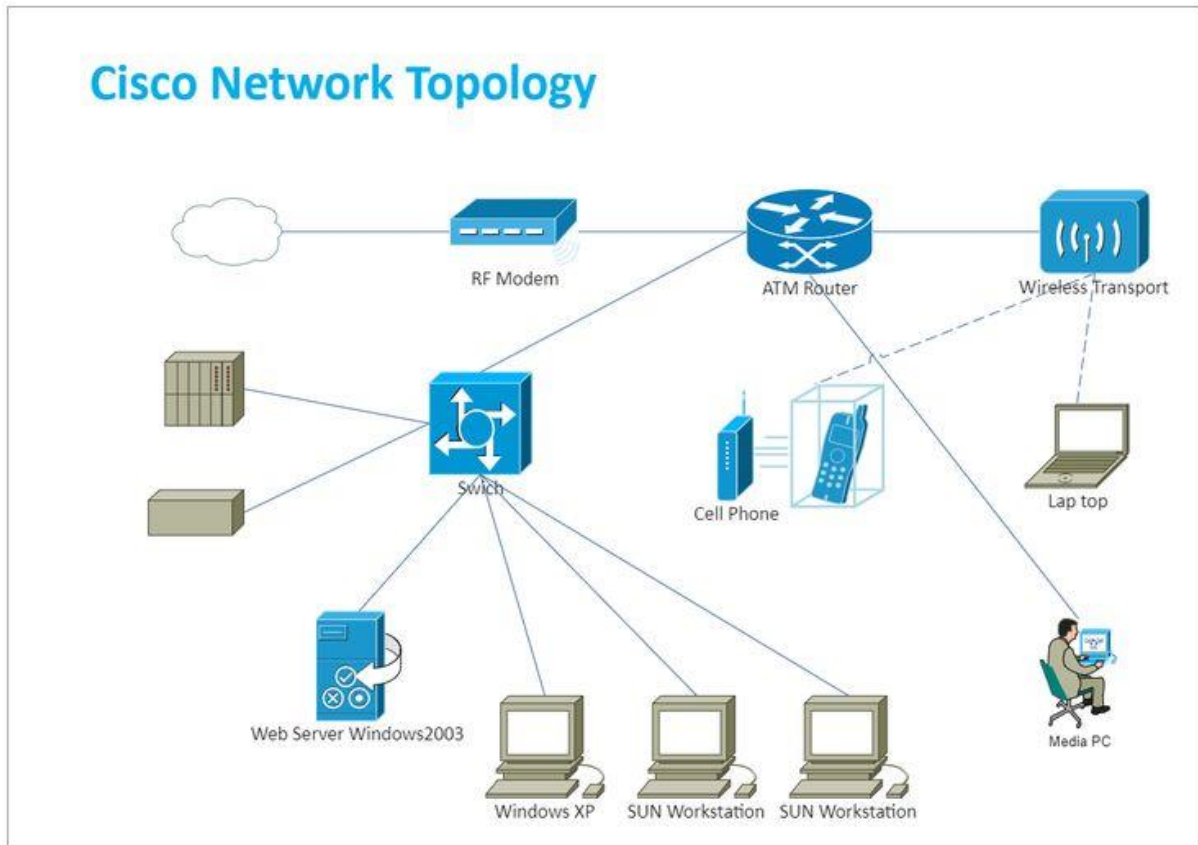 Cisco Network Topology
RF Modem
ATM Router
Wireless Transport
Swich
Cell Phone
Lap top
Web Server Windows2003
Media PC
Windows XP
SUN Workstation
SUN Workstation